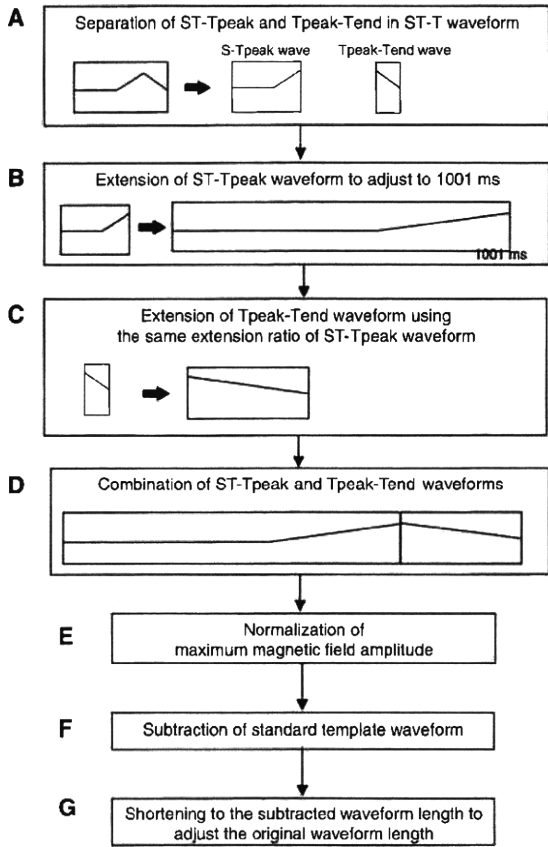 A
Separation of ST-Tpeak and Tpeak-Tend in ST-T waveform
S-Tpeak wave
Tpeak-Tend wave
B
Extension of ST-Tpeak waveform to adjust to 1001 ms
1001 ms
C
Extension of Tpeak-Tend waveform using
the same extension ratio of ST-Tpeak waveform
D
Combination of ST-Tpeak and Tpeak-Tend waveforms
E
Normalization of
maximum magnetic field amplitude
F
Subtraction of standard template waveform
G
Shortening to the subtracted waveform length to
adjust the original waveform length